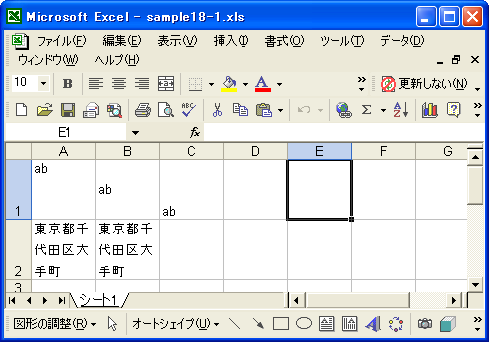 Microsoft Excel - sample18-1.xls
ファイル(F) 編集(E) 表示(V) 挿入(I) 書式(O) ツール(T) データ(D)
ウィンドウ(W) ヘルプ(H)
10 B A 更新しない(N)
ABC
E1 fx
A B C D E F G
ab
ab
1 ab
東京都千 東京都千
代田区大 代田区大
2 手町 手町
3
シート1
図形の調整(R) オートシェイプ(U)